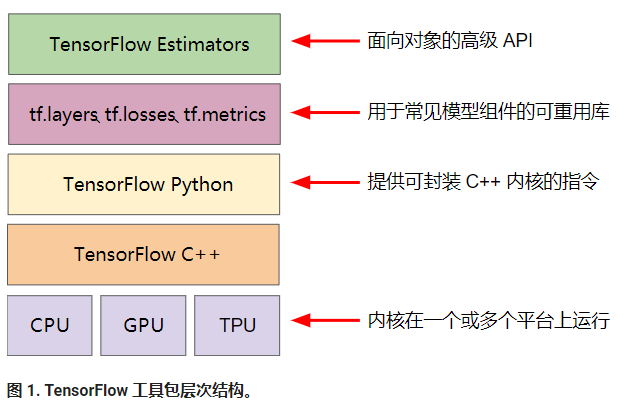 TensorFlow Estimators
面向对象的高级 API
tf.layers、tf.losses、tf.metrics
用于常见模型组件的可重用库
TensorFlow Python
提供可封装 C++ 内核的指令
TensorFlow C++
CPU
GPU
TPU
内核在一个或多个平台上运行
图 1. TensorFlow 工具包层次结构。